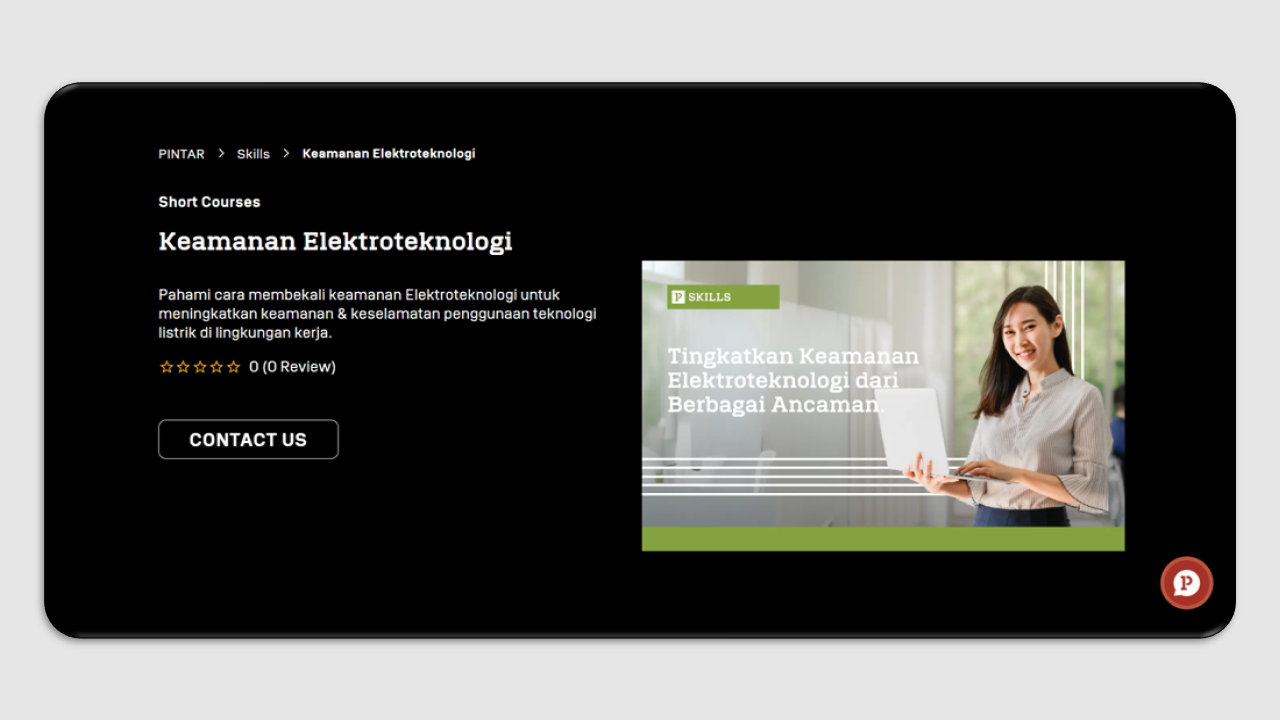 PINTAR > Skills > Keamanan Elektroteknologi
Short Courses
Keamanan Elektroteknologi
Pahami cara membekali keamanan Elektroteknologi untuk
meningkatkan keamanan & keselamatan penggunaan teknologi
listrik di lingkungan kerja.
0 (0 Review)
CONTACT US
P SKILLS
Tingkatkan Keamanan
Elektroteknologi dari
Berbagai Ancaman.
P